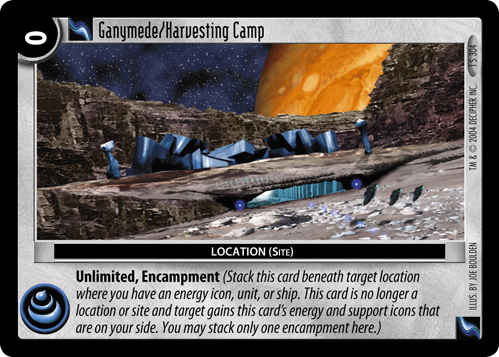 0
Ganymede/Harvesting Camp
1 S 304
TM & © 2004 DECIPHER INC.
LOCATION (SITE)
ILLUS. BY JOE BOULDEN
Unlimited, Encampment (Stack this card beneath target location
where you have an energy icon, unit, or ship. This card is no longer a
location or site and target gains this card's energy and support icons that
are on your side. You may stack only one encampment here.)